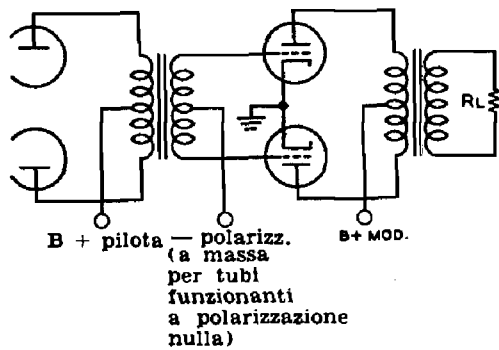 RL
B + pilota — polarizz.
B+ MOD.
(a massa
per tubi
funzionanti
a polarizzazione
nulla)